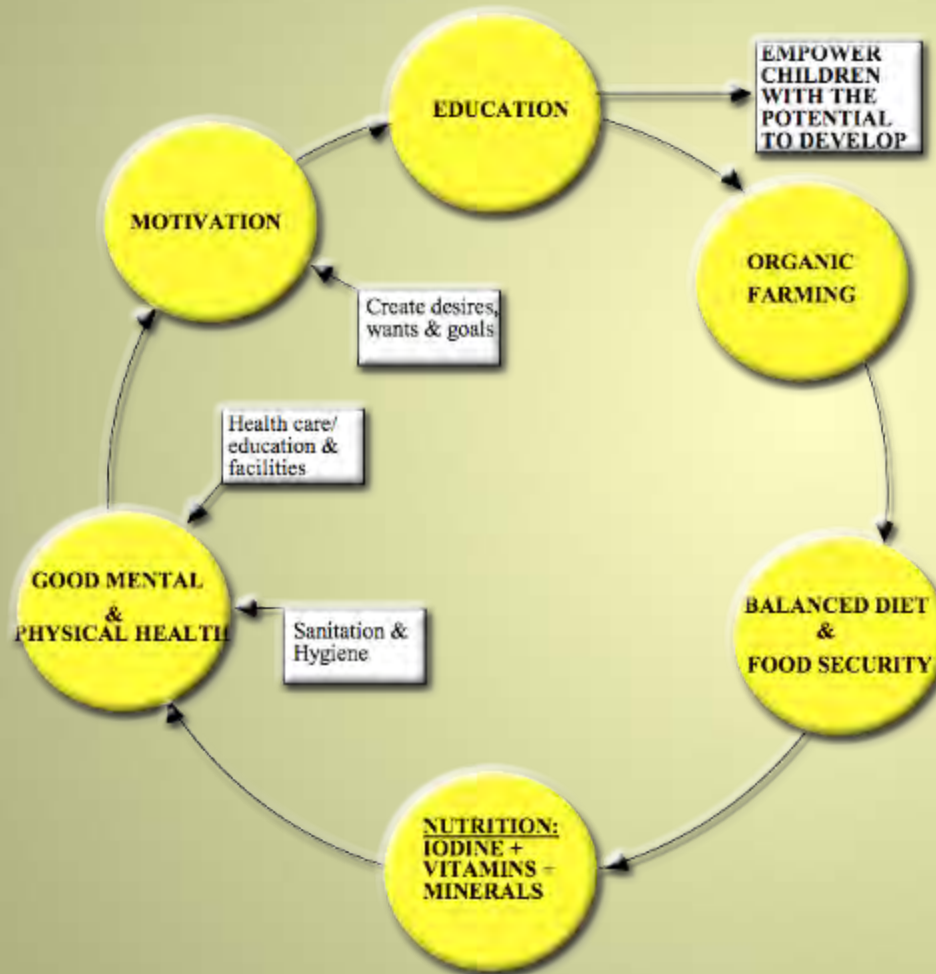 EDUCATION
EMPOWER
CHILDREN
WITH THE
POTENTIAL
TO DEVELOP
MOTIVATION
ORGANIC
FARMING
Create desires,
wants & goals
Health care/
education &
facilities
GOOD MENTAL
&
PHYSICAL HEALTH
Sanitation &
Hygiene
BALANCED DIET
&
FOOD SECURITY
NUTRITION:
IODINE +
VITAMINS +
MINERALS